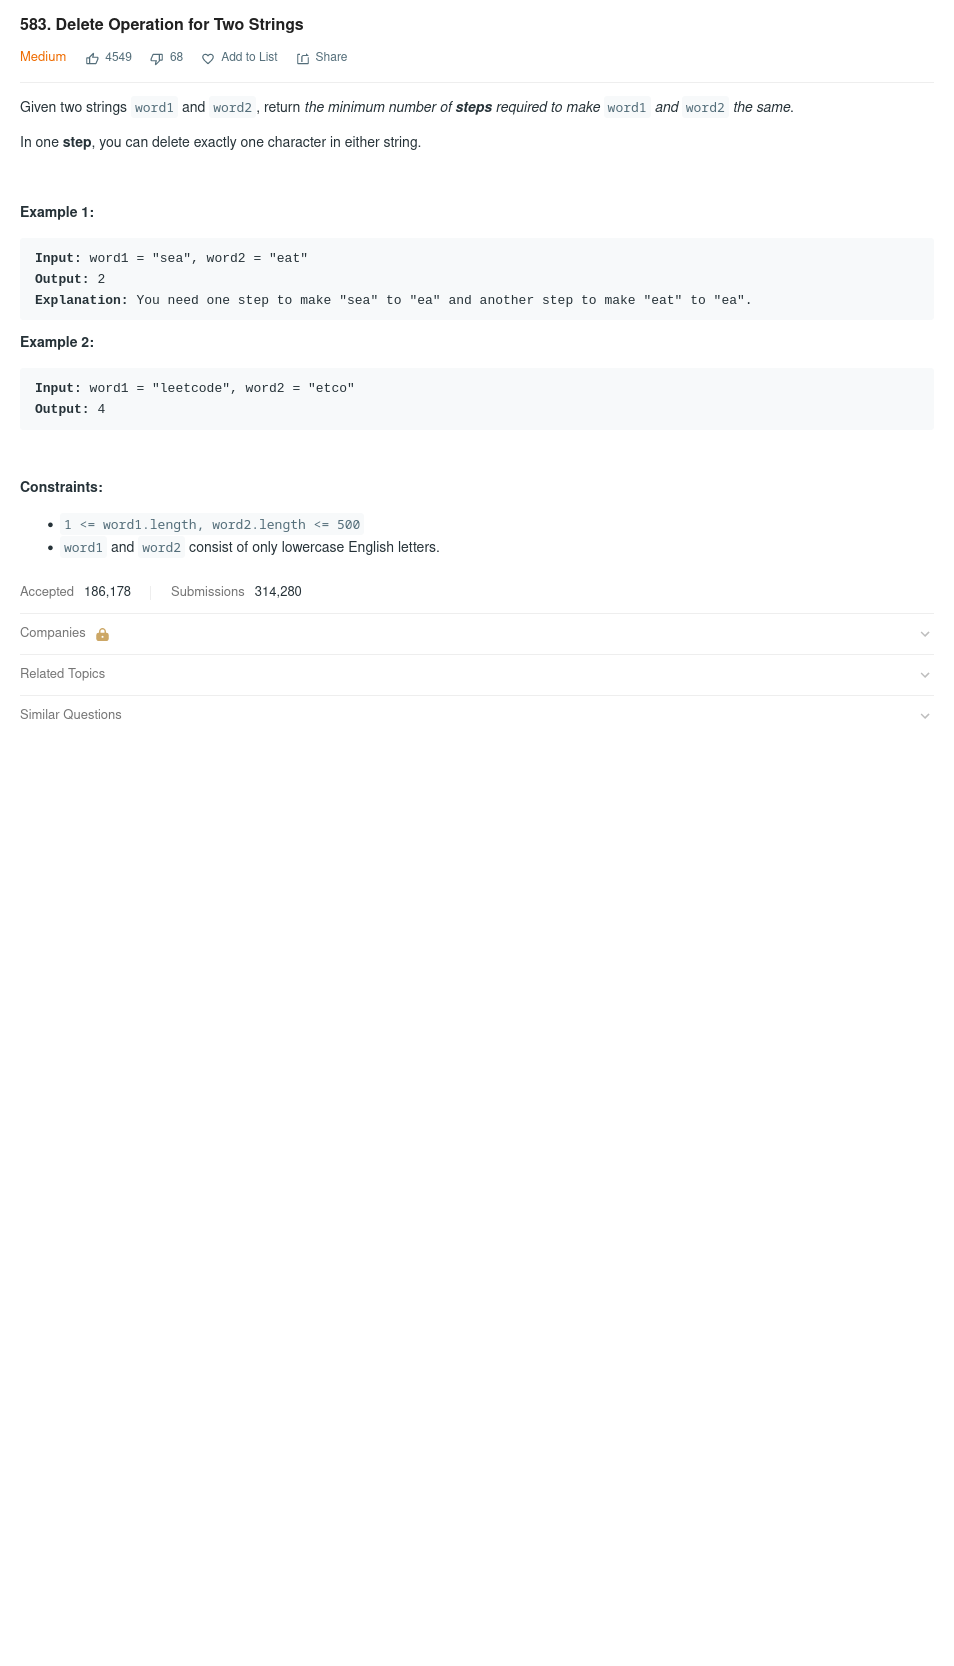 583. Delete Operation for Two Strings
Medium 4549 68 Add to List Share
Given two strings word1 and word2, return the minimum number of steps required to make word1 and word2 the same.
In one step, you can delete exactly one character in either string.
Example 1:
Input: word1 = "sea", word2 = "eat"
Output: 2
Explanation: You need one step to make "sea" to "ea" and another step to make "eat" to "ea".
Example 2:
Input: word1 = "leetcode", word2 = "etco"
Output: 4
Constraints:
• 1 <= word1.length, word2.length <= 500
• word1 and word2 consist of only lowercase English letters.
Accepted 186,178 Submissions 314,280
Companies
Related Topics
Similar Questions